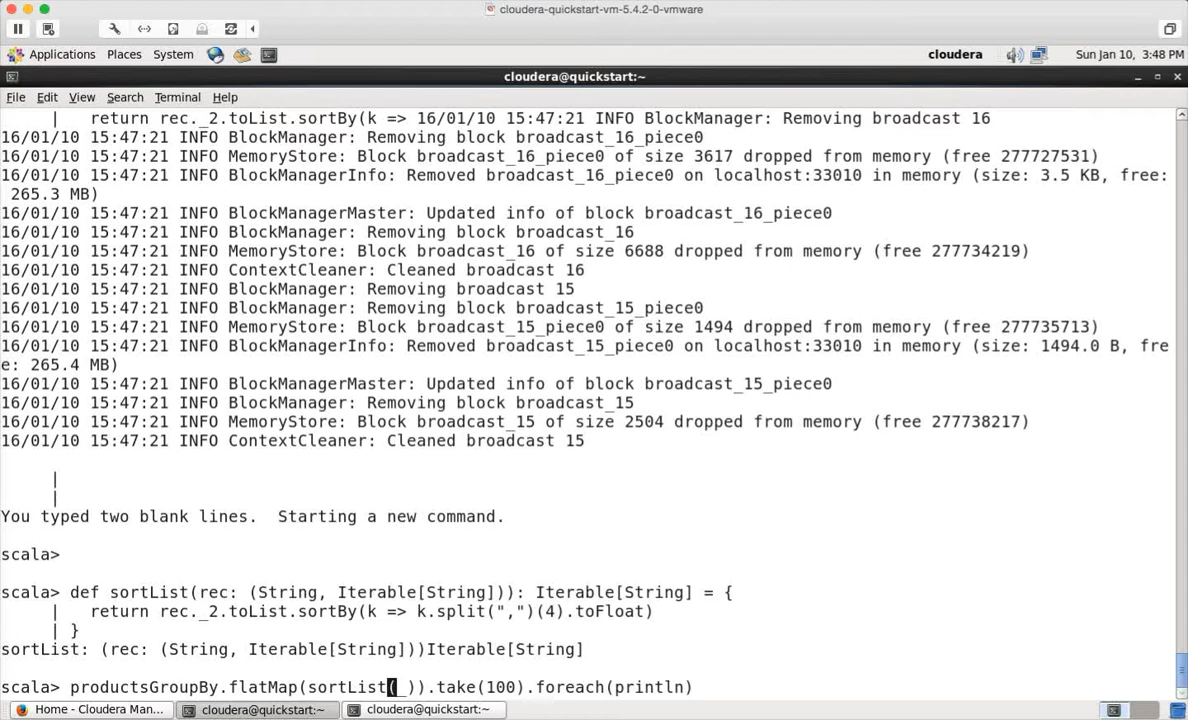 cloudera-quickstart-vm-5.4.2-0-vmware
Applications Places System cloudera Sun Jan 10, 3:48 PM
cloudera@quickstart:~
File Edit View Search Terminal Help
| return rec._2.toList.sortBy(k => 16/01/10 15:47:21 INFO BlockManager: Removing broadcast 16
16/01/10 15:47:21 INFO BlockManager: Removing block broadcast_16_piece0
16/01/10 15:47:21 INFO MemoryStore: Block broadcast_16_piece0 of size 3617 dropped from memory (free 277727531)
16/01/10 15:47:21 INFO BlockManagerInfo: Removed broadcast_16_piece0 on localhost:33010 in memory (size: 3.5 KB, free:
265.3 MB)
16/01/10 15:47:21 INFO BlockManagerMaster: Updated info of block broadcast_16_piece0
16/01/10 15:47:21 INFO BlockManager: Removing block broadcast_16
16/01/10 15:47:21 INFO MemoryStore: Block broadcast_16 of size 6688 dropped from memory (free 277734219)
16/01/10 15:47:21 INFO ContextCleaner: Cleaned broadcast 16
16/01/10 15:47:21 INFO BlockManager: Removing broadcast 15
16/01/10 15:47:21 INFO BlockManager: Removing block broadcast_15_piece0
16/01/10 15:47:21 INFO MemoryStore: Block broadcast_15_piece0 of size 1494 dropped from memory (free 277735713)
16/01/10 15:47:21 INFO BlockManagerInfo: Removed broadcast_15_piece0 on localhost:33010 in memory (size: 1494.0 B, fre
e: 265.4 MB)
16/01/10 15:47:21 INFO BlockManagerMaster: Updated info of block broadcast_15_piece0
16/01/10 15:47:21 INFO BlockManager: Removing block broadcast_15
16/01/10 15:47:21 INFO MemoryStore: Block broadcast_15 of size 2504 dropped from memory (free 277738217)
16/01/10 15:47:21 INFO ContextCleaner: Cleaned broadcast 15
|
|
You typed two blank lines.  Starting a new command.
scala>
scala> def sortList(rec: (String, Iterable[String])): Iterable[String] = {
| return rec._2.toList.sortBy(k => k.split(",")(4).toFloat)
| }
sortList: (rec: (String, Iterable[String]))Iterable[String]
scala> productsGroupBy.flatMap(sortList(_)).take(100).foreach(println)
Home - Cloudera Man... cloudera@quickstart:~ cloudera@quickstart:~